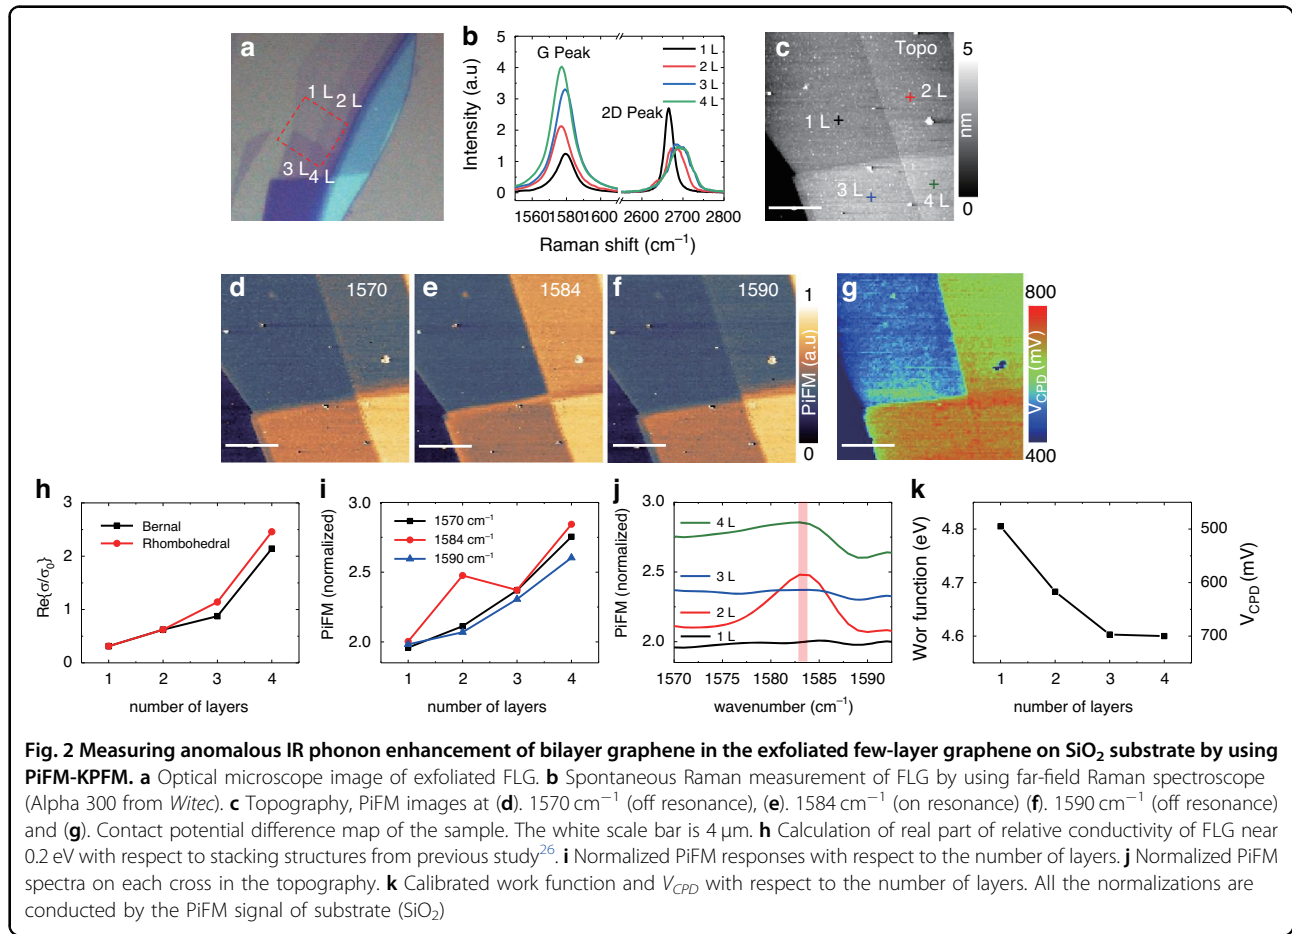 a
1 L
2 L
3 L
4 L
b
Intensity (a.u)
5
4
3
2
1
0
G Peak
2D Peak
1 L
2 L
3 L
4 L
1560 1580 1600 2600 2700 2800
Raman shift (cm⁻¹)
c
Topo
1 L
2 L
3 L
4 L
5
nm
0
d
1570
e
1584
f
1590
1
PiFM (a.u)
0
g
800
V_CPD (mV)
400
h
Re{σ/σ₀}
3
2
1
0
Bernal
Rhombohedral
1 2 3 4
number of layers
i
PiFM (normalized)
3.0
2.5
2.0
1570 cm⁻¹
1584 cm⁻¹
1590 cm⁻¹
1 2 3 4
number of layers
j
PiFM (normalized)
3.0
2.5
2.0
4 L
3 L
2 L
1 L
1570 1575 1580 1585 1590
wavenumber (cm⁻¹)
k
Wor function (eV)
4.8
4.7
4.6
500
600
700
V_CPD (mV)
1 2 3 4
number of layers
Fig. 2 Measuring anomalous IR phonon enhancement of bilayer graphene in the exfoliated few-layer graphene on SiO₂ substrate by using
PiFM-KPFM. a Optical microscope image of exfoliated FLG. b Spontaneous Raman measurement of FLG by using far-field Raman spectroscope
(Alpha 300 from Witec). c Topography, PiFM images at (d). 1570 cm⁻¹ (off resonance), (e). 1584 cm⁻¹ (on resonance) (f). 1590 cm⁻¹ (off resonance)
and (g). Contact potential difference map of the sample. The white scale bar is 4 μm. h Calculation of real part of relative conductivity of FLG near
0.2 eV with respect to stacking structures from previous study²⁶. i Normalized PiFM responses with respect to the number of layers. j Normalized PiFM
spectra on each cross in the topography. k Calibrated work function and V_CPD with respect to the number of layers. All the normalizations are
conducted by the PiFM signal of substrate (SiO₂)